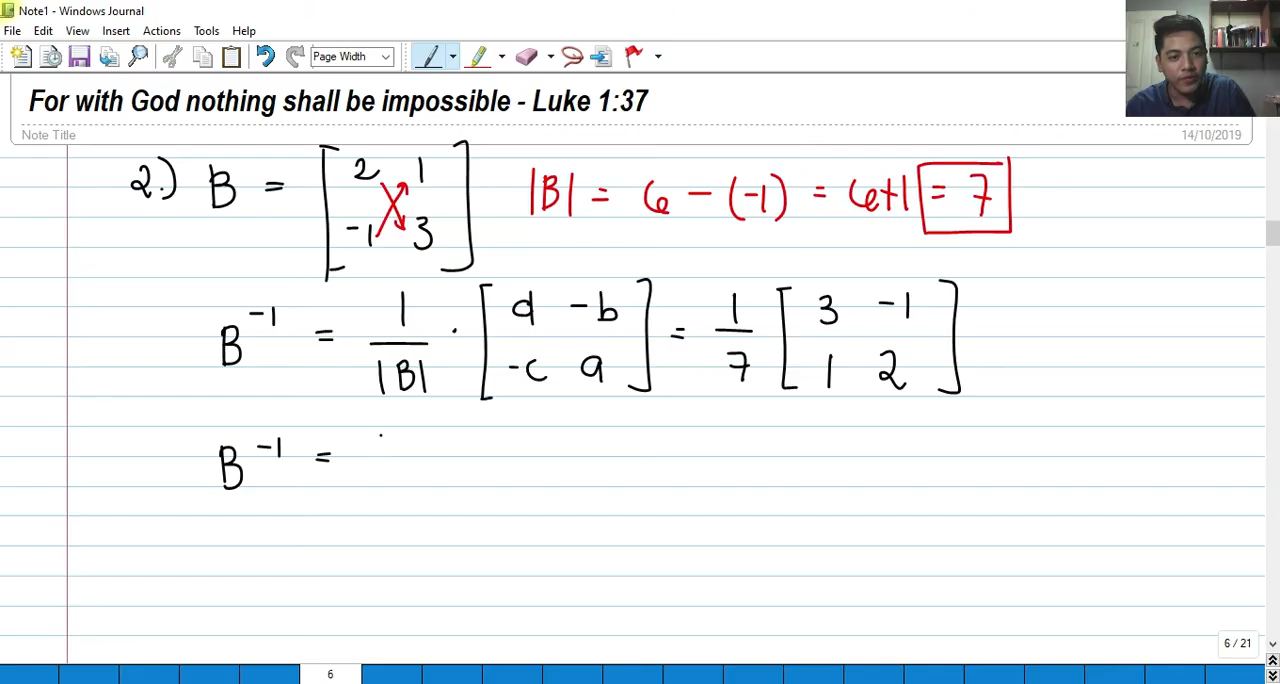 Note1 - Windows Journal
File Edit View Insert Actions Tools Help
Page Width
For with God nothing shall be impossible - Luke 1:37
Note Title
14/10/2019
2.) B = [2 1
-1 3]
|B| = 6 - (-1) = 6+1 = 7
B^-1 = 1/|B| · [d -b
-c a] = 1/7 [3 -1
1 2]
B^-1 =
6 / 21
6